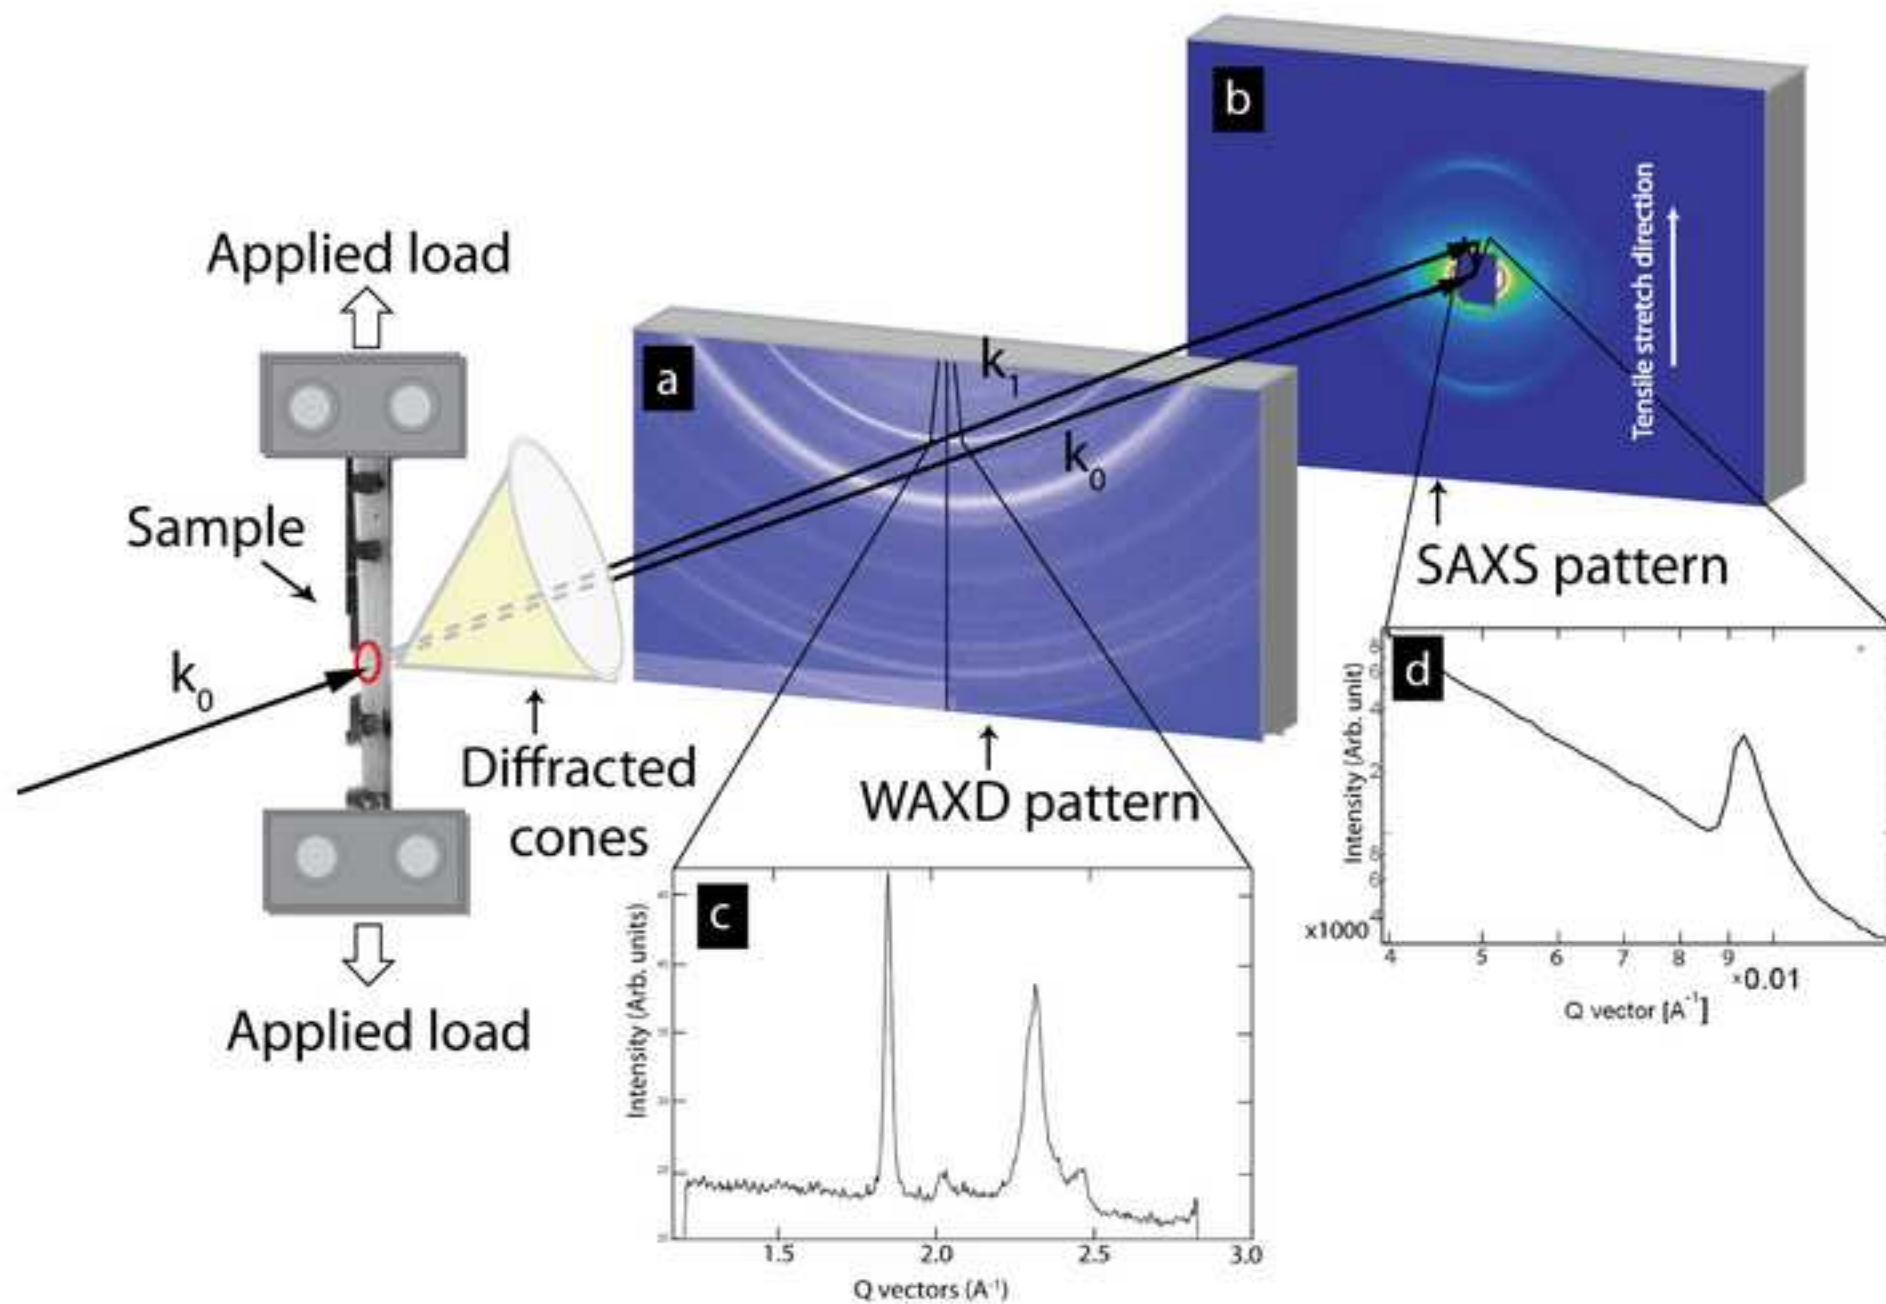 b
Tensile stretch direction
Applied load
a
k1
k0
Sample
SAXS pattern
k0
Diffracted
cones
WAXD pattern
d
Intensity (Arb. unit)
x1000
4 5 6 7 8 9
×0.01
Q vector [A-1]
Applied load
c
Intensity (Arb. units)
1.5 2.0 2.5 3.0
Q vectors (A-1)